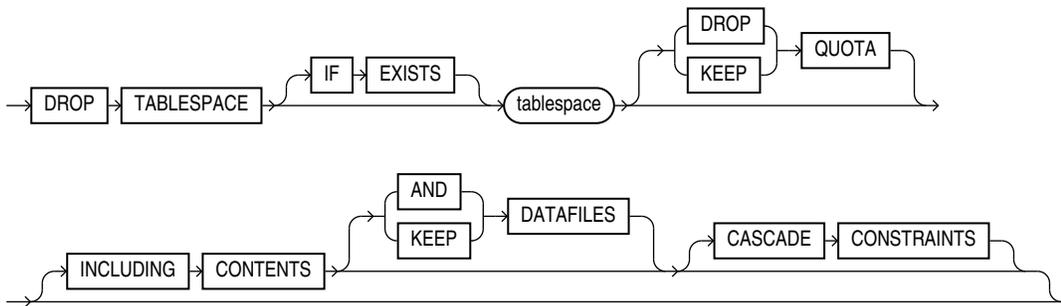 DROP
IF EXISTS QUOTA
KEEP
DROP TABLESPACE tablespace
AND
DATAFILES
KEEP CASCADE CONSTRAINTS
INCLUDING CONTENTS